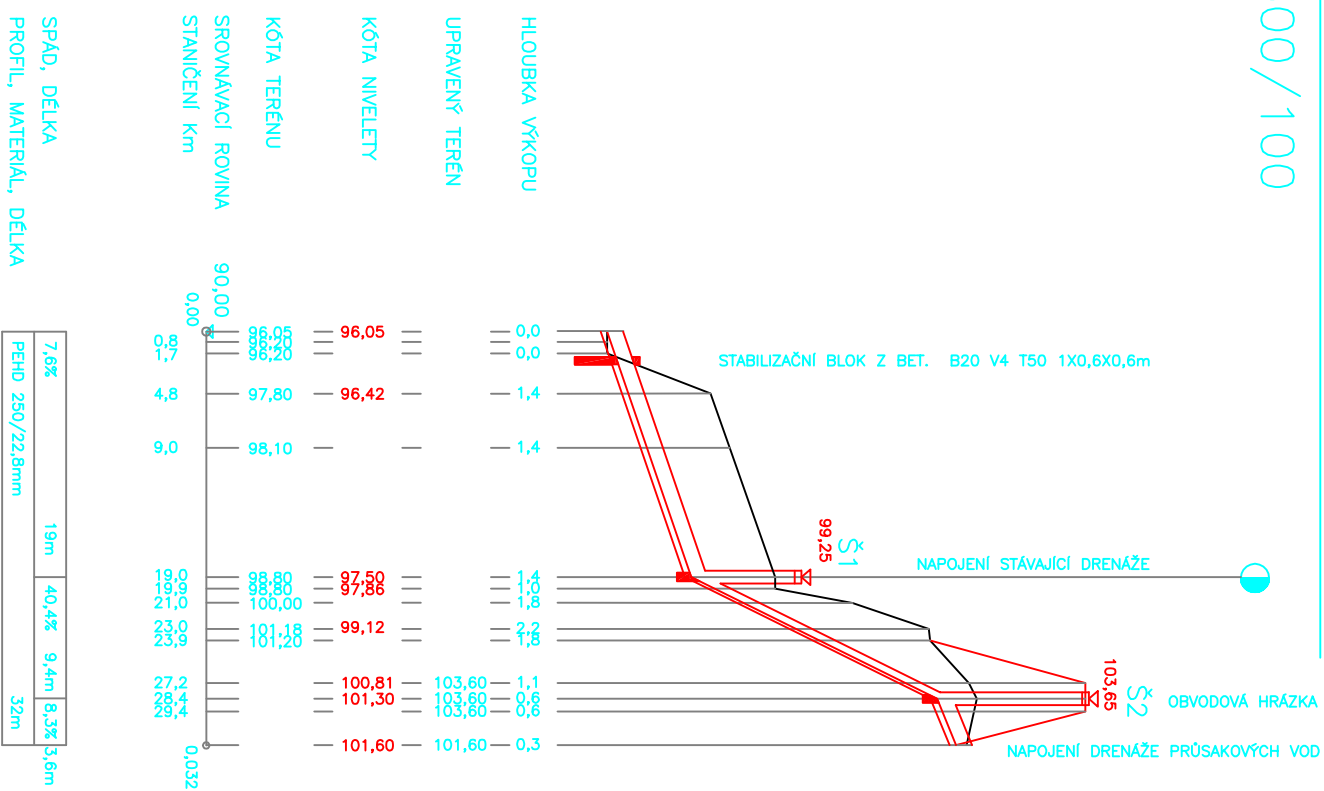 00/100
HLOUBKA VÝKOPU
0,0
0,0
1,4
1,4
1,4
1,0
1,8
2,2
1,8
1,1
0,6
0,6
0,3
UPRAVENÝ TERÉN
103,60
103,60
103,60
101,60
KÓTA NIVELETY
96,05
96,42
97,50
97,86
99,12
100,81
101,30
101,60
KÓTA TERÉNU
96,05
96,20
96,20
97,80
98,10
98,80
98,80
100,00
101,18
101,20
SROVNÁVACÍ ROVINA
90,00
STANIČENÍ Km
0,00
0,8
1,7
4,8
9,0
19,0
19,9
21,0
23,0
23,9
27,2
28,4
29,4
0,032
SPÁD, DÉLKA
7,6% 19m
40,4% 9,4m
8,3% 3,6m
PROFIL, MATERIÁL, DÉLKA
PEHD 250/22,8mm 32m
STABILIZAČNÍ BLOK Z BET. B20 V4 T50 1X0,6X0,6m
Š1
99,25
NAPOJENÍ STÁVAJÍCÍ DRENÁŽE
Š2
103,65
OBVODOVÁ HRÁZKA
NAPOJENÍ DRENÁŽE PRŮSAKOVÝCH VOD